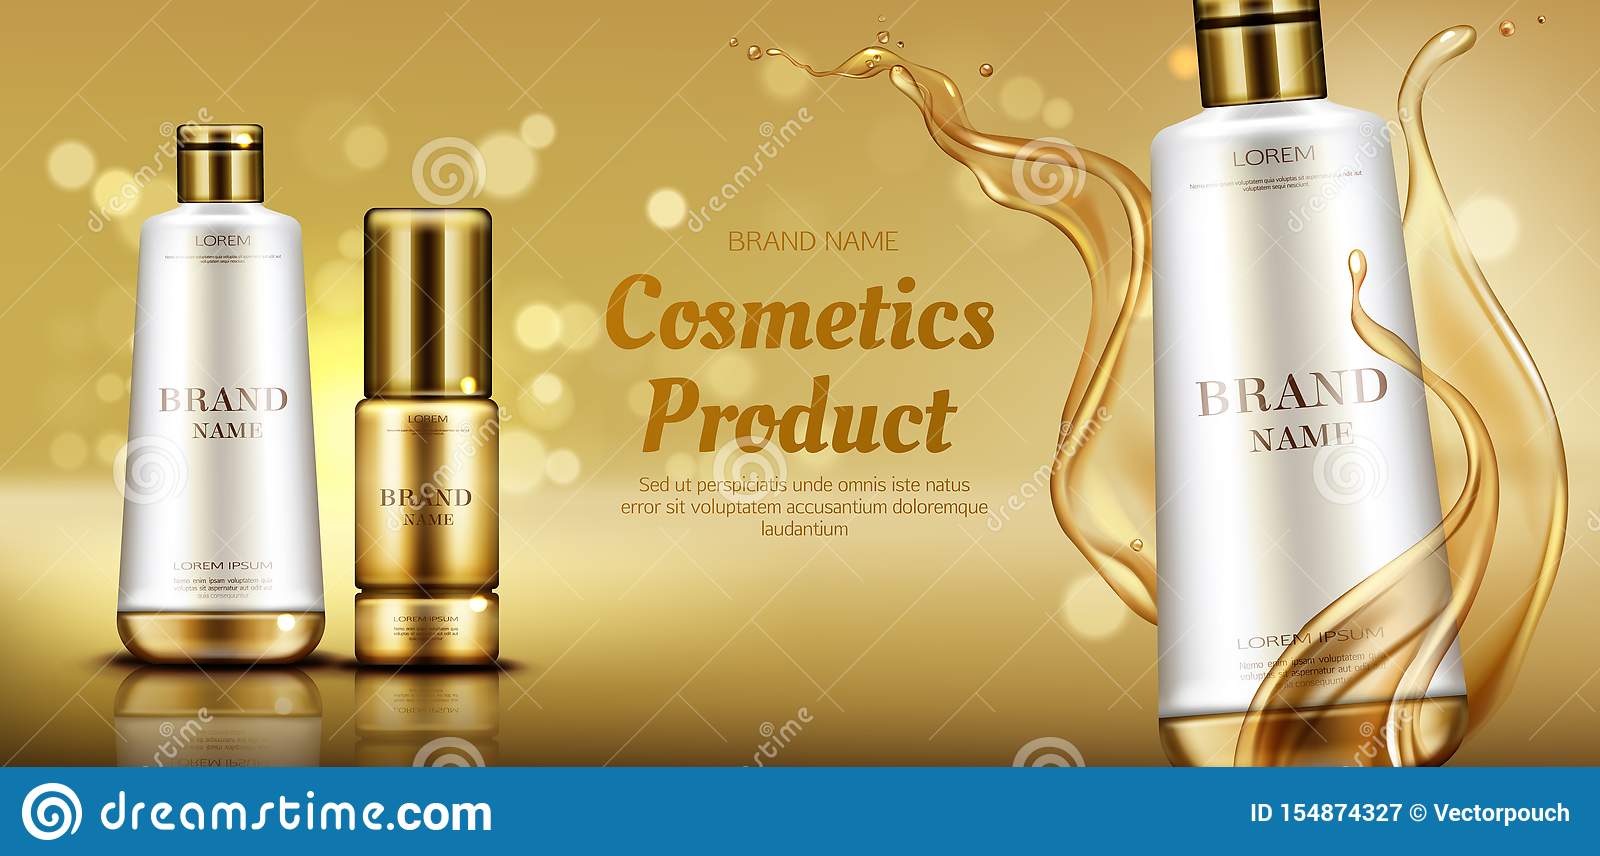 LOREM
BRAND
NAME
LOREM IPSUM
Nemo enim ipsam voluptatem
quia voluptas sit aspernatur aut odit
aut fugit, sed quia consequuntur
LOREM
BRAND
NAME
LOREM IPSUM
BRAND NAME
Cosmetics
Product
Sed ut perspiciatis unde omnis iste natus
error sit voluptatem accusantium doloremque
laudantium
LOREM
BRAND
NAME
LOREM IPSUM
dreamstime
dreamstime.com
ID 154874327 © Vectorpouch